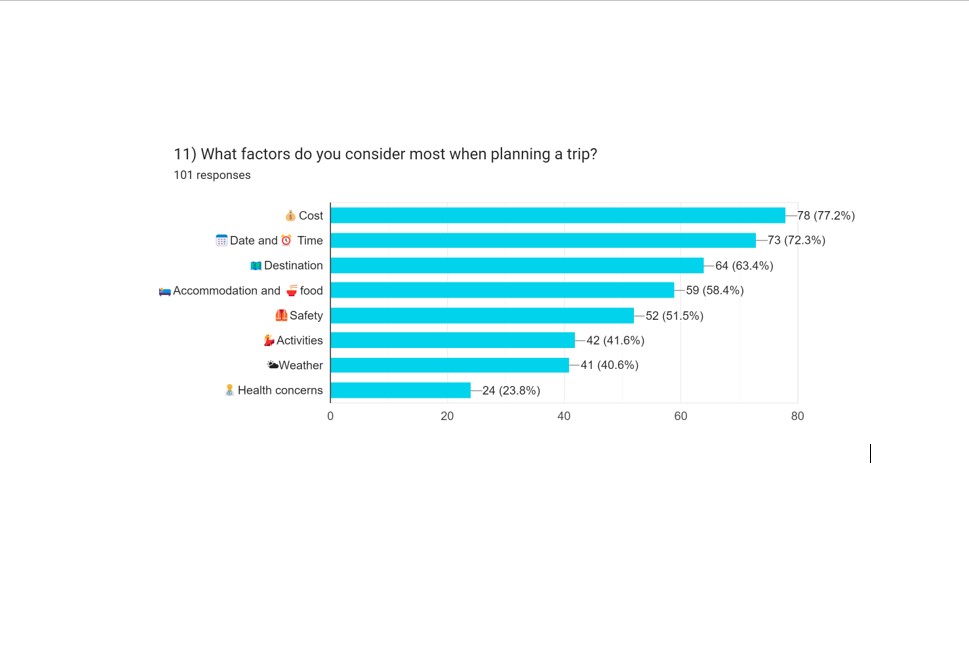 11) What factors do you consider most when planning a trip?
101 responses
💰 Cost 78 (77.2%)
📅 Date and ⏰ Time 73 (72.3%)
🗺️ Destination 64 (63.4%)
🛌 Accommodation and 🍜 food 59 (58.4%)
🦺 Safety 52 (51.5%)
💃 Activities 42 (41.6%)
🌥️ Weather 41 (40.6%)
Health concerns 24 (23.8%)
0 20 40 60 80